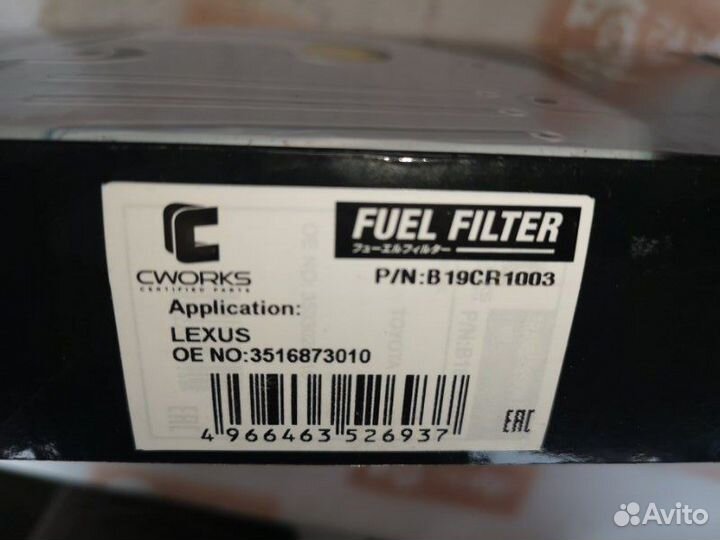 FUEL FILTER
フューエルフィルター
P/N:B19CR1003
CWORKS
CERTIFIED PARTS
Application:
LEXUS
OE NO:3516873010
4 966463 526937
EAC
Avito